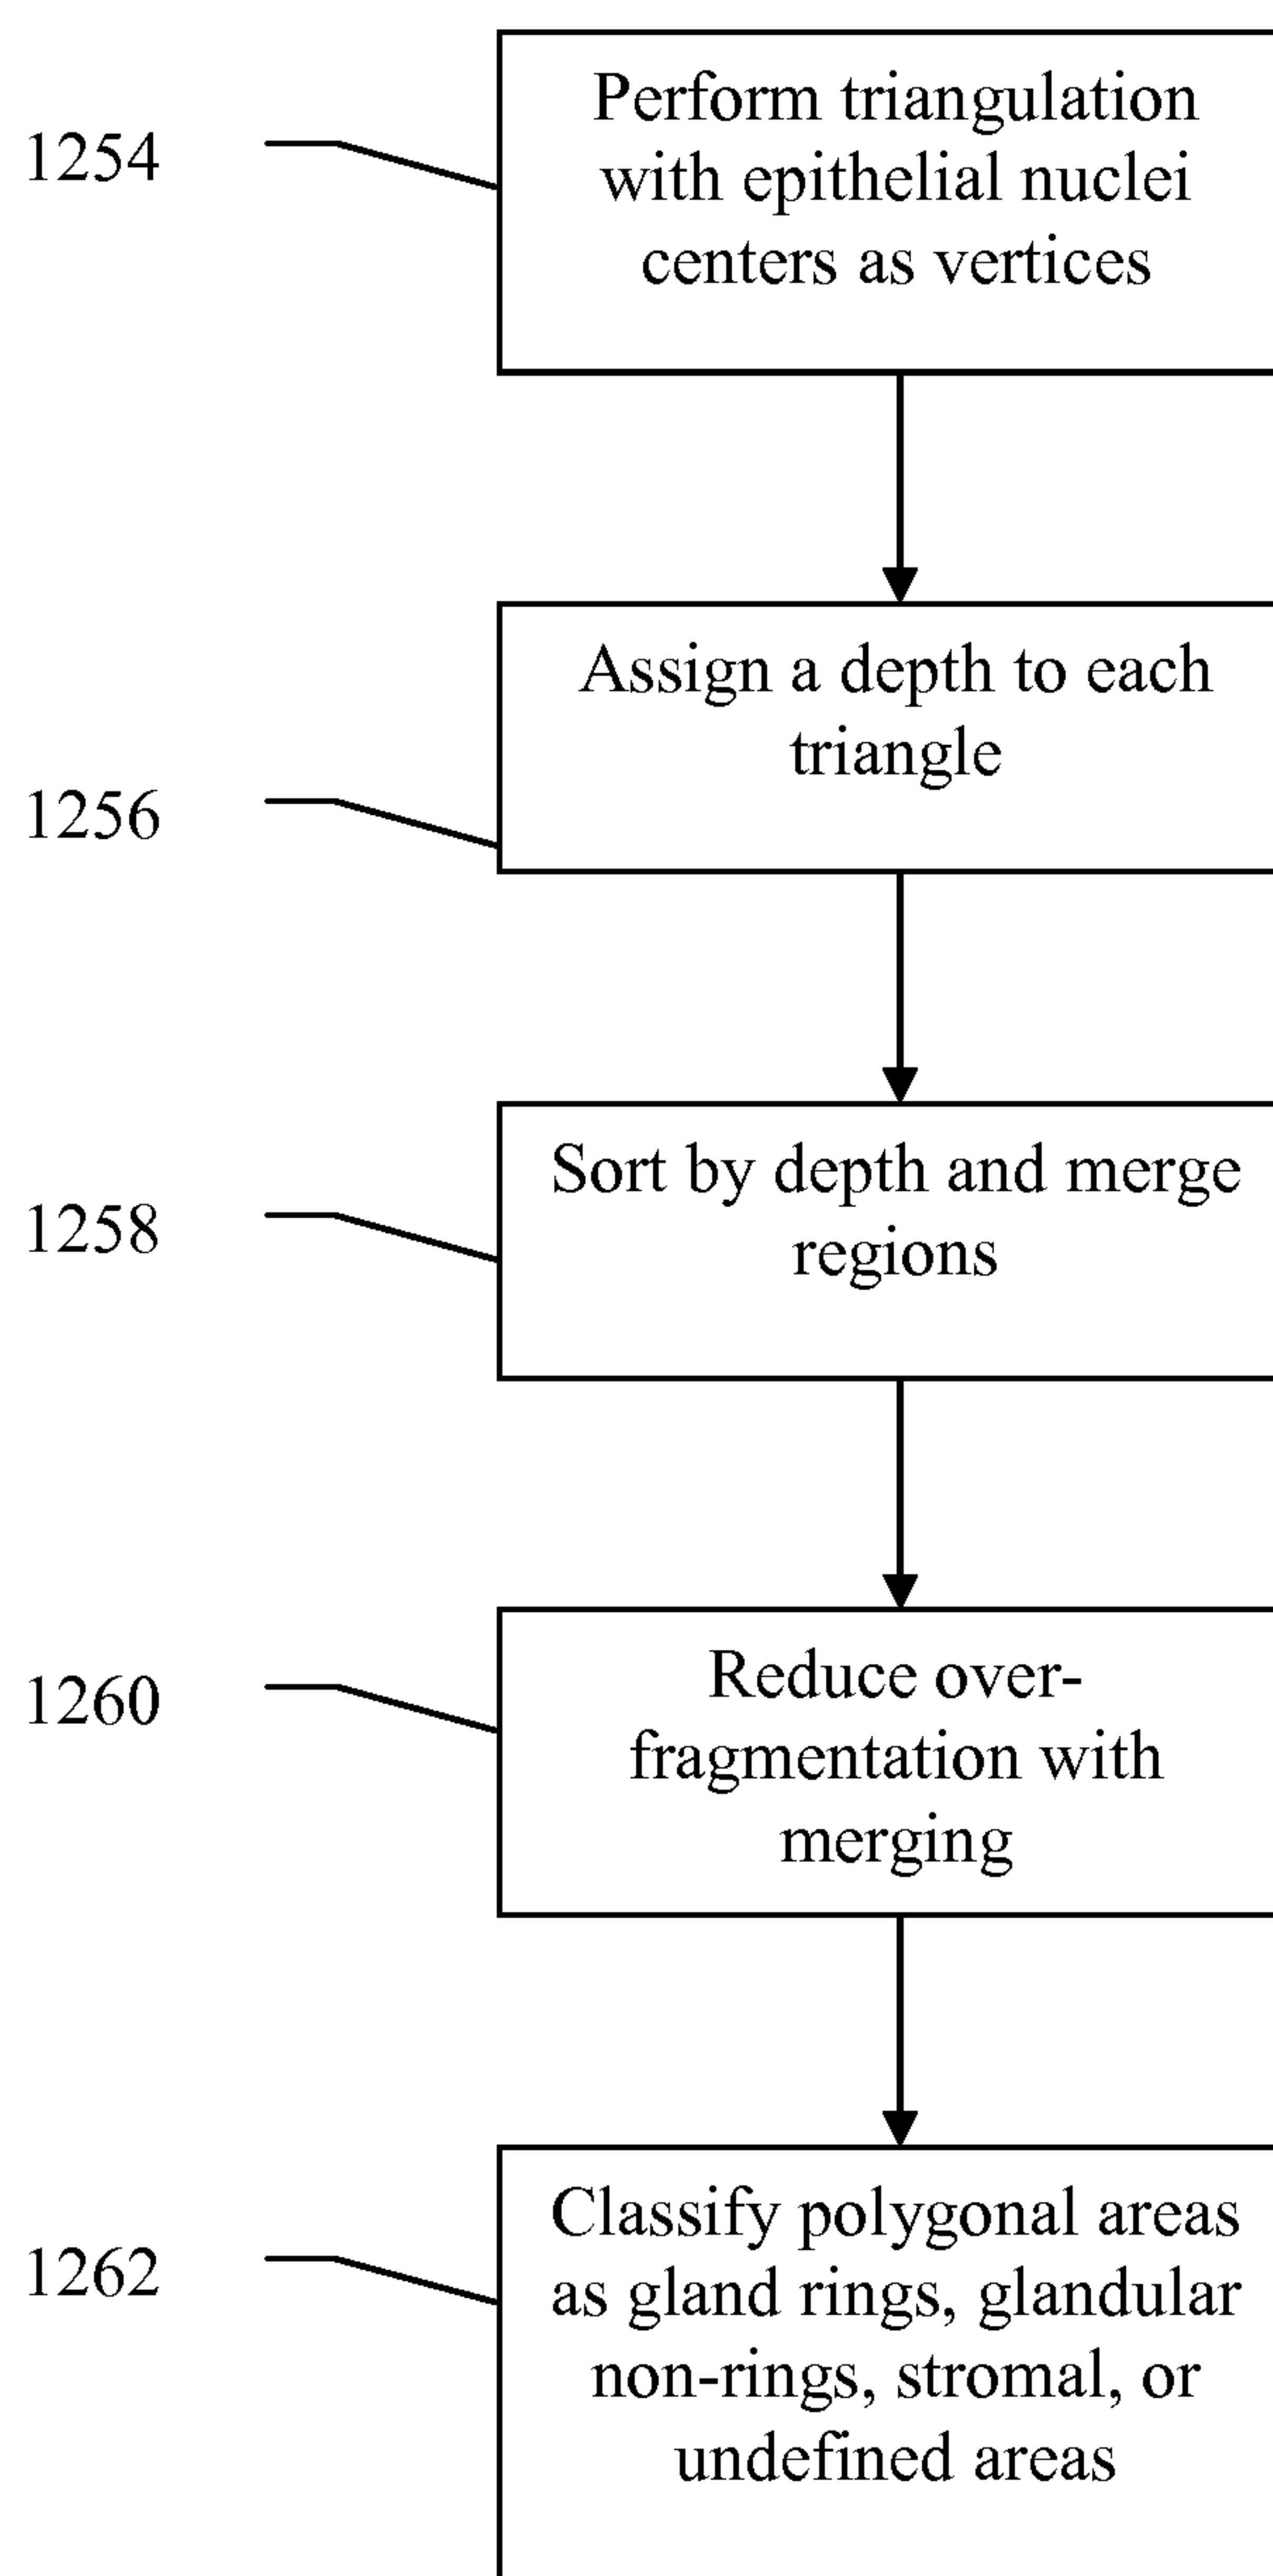 1254
Perform triangulation
with epithelial nuclei
centers as vertices
Assign a depth to each
triangle
1256
Sort by depth and merge
regions
1258
Reduce over-
fragmentation with
merging
1260
Classify polygonal areas
as gland rings, glandular
non-rings, stromal, or
undefined areas
1262